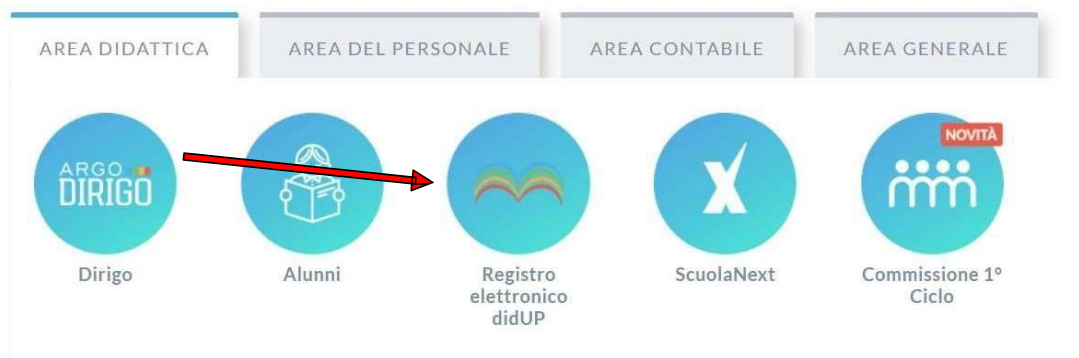 AREA DIDATTICA
AREA DEL PERSONALE
AREA CONTABILE
AREA GENERALE
ARGO
DIRIGO
NOVITÀ
Dirigo
Alunni
Registro
elettronico
didUP
ScuolaNext
Commissione 1°
Ciclo